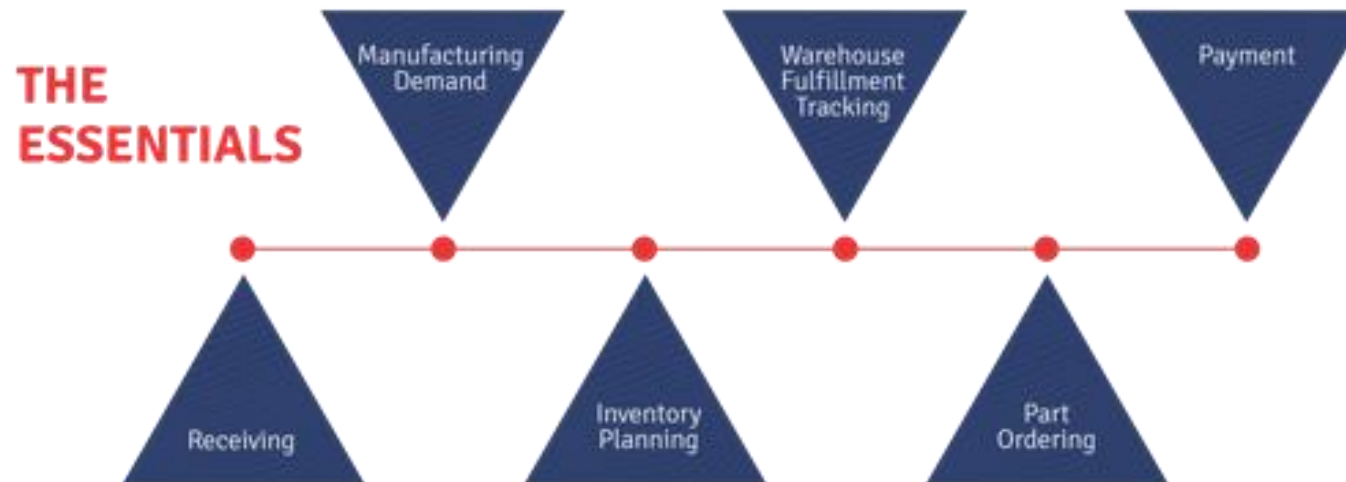 THE
ESSENTIALS
Manufacturing
Demand
Warehouse
Fulfillment
Tracking
Payment
Receiving
Inventory
Planning
Part
Ordering